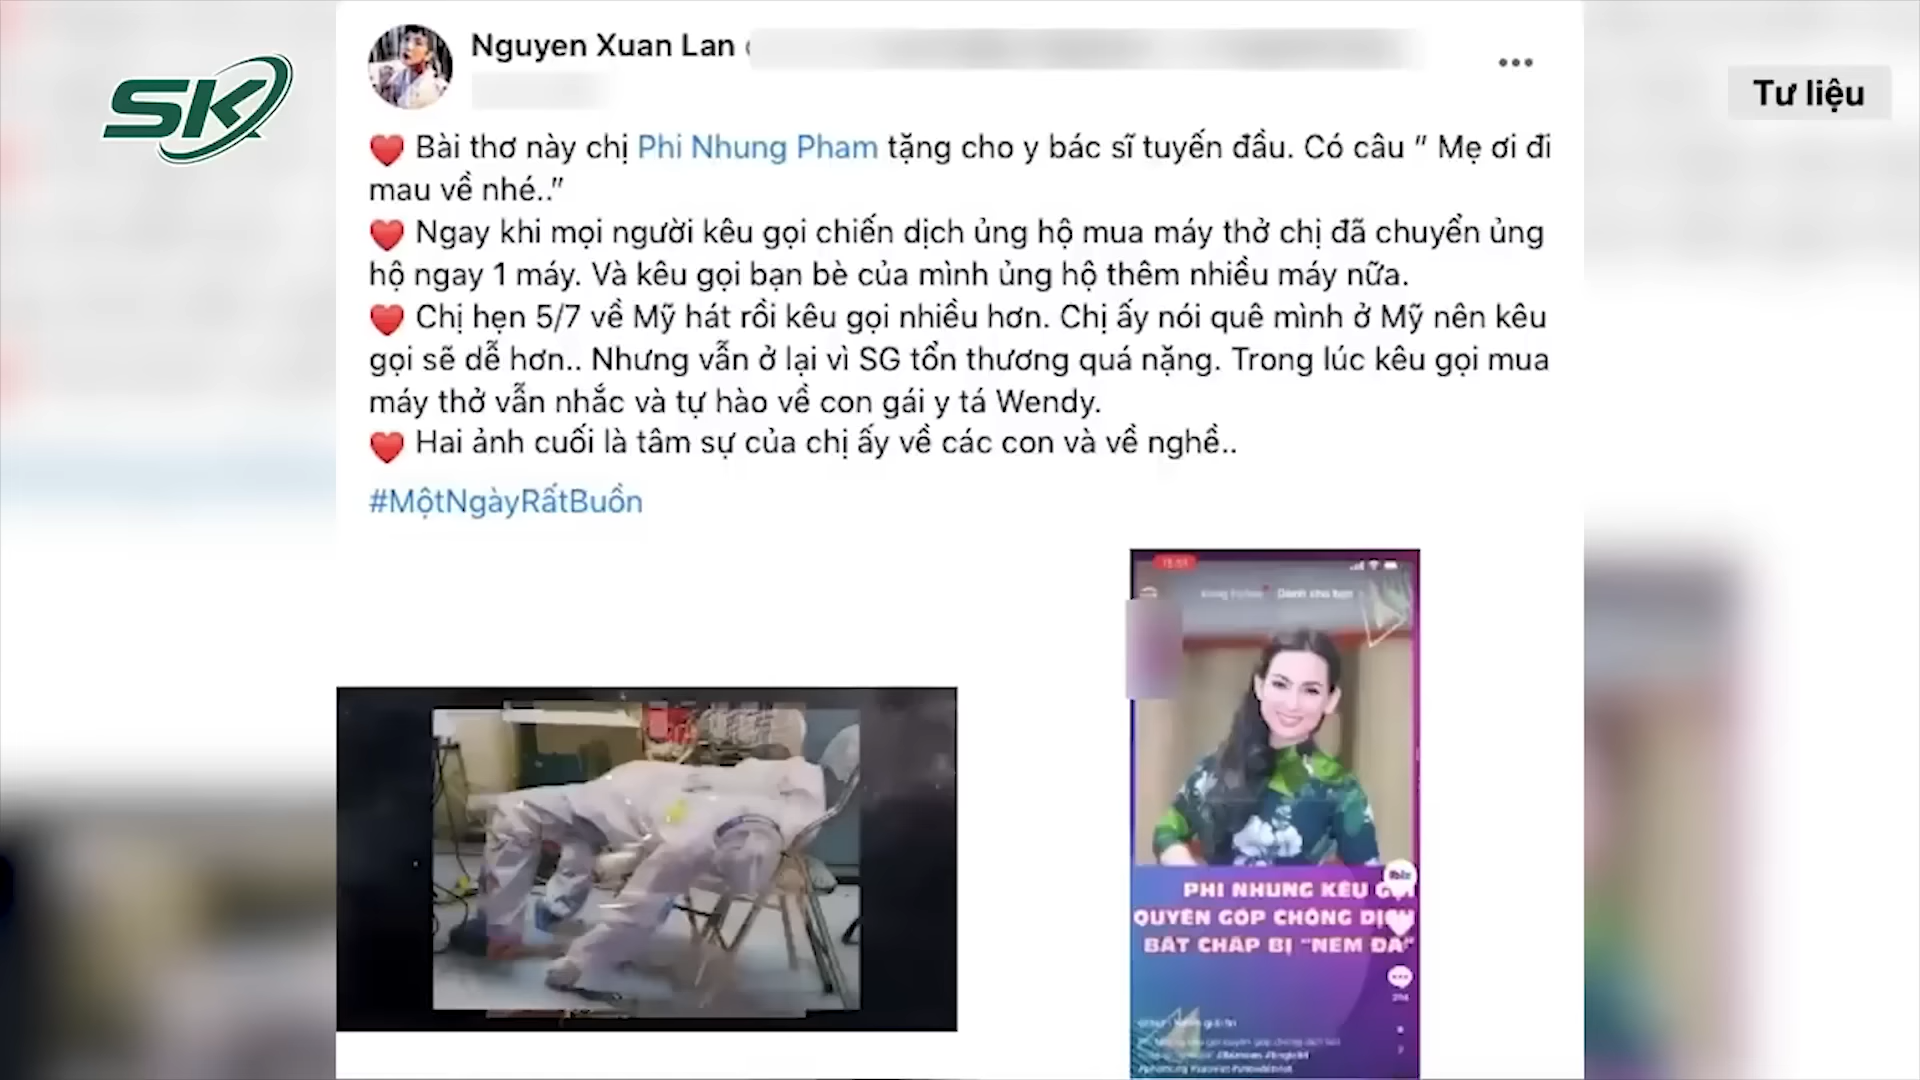 SK
Tư liệu
Nguyen Xuan Lan
Bài thơ này chị Phi Nhung Pham tặng cho y bác sĩ tuyến đầu. Có câu " Mẹ ơi đi
mau về nhé.."
Ngay khi mọi người kêu gọi chiến dịch ủng hộ mua máy thở chị đã chuyển ủng
hộ ngay 1 máy. Và kêu gọi bạn bè của mình ủng hộ thêm nhiều máy nữa.
Chị hẹn 5/7 về Mỹ hát rồi kêu gọi nhiều hơn. Chị ấy nói quê mình ở Mỹ nên kêu
gọi sẽ dễ hơn.. Nhưng vẫn ở lại vì SG tổn thương quá nặng. Trong lúc kêu gọi mua
máy thở vẫn nhắc và tự hào về con gái y tá Wendy.
Hai ảnh cuối là tâm sự của chị ấy về các con và về nghề..
#MộtNgàyRấtBuồn
Dành cho bạn
PHI NHUNG KÊU GỌI
QUYÊN GÓP CHỐNG DỊCH
BẤT CHẤP BỊ "NÉM ĐÁ"